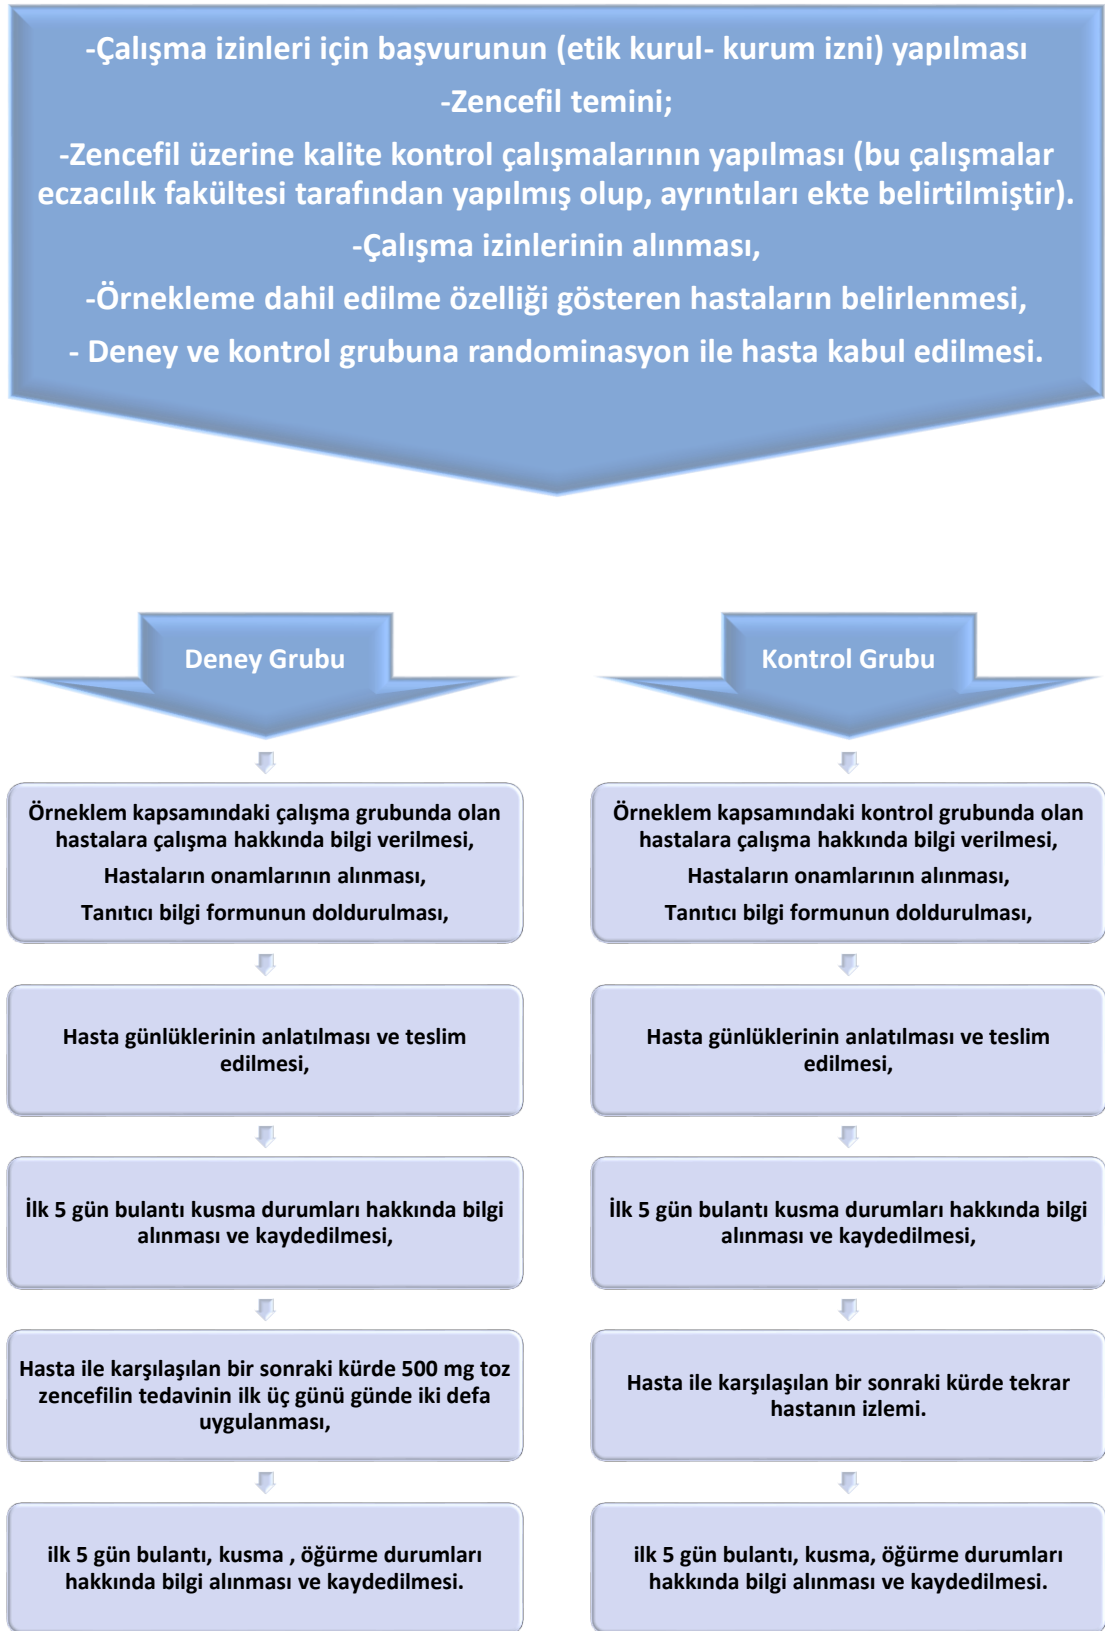 -Çalışma izinleri için başvurunun (etik kurul- kurum izni) yapılması
-Zencefil temini;
-Zencefil üzerine kalite kontrol çalışmalarının yapılması (bu çalışmalar
eczacılık fakültesi tarafından yapılmış olup, ayrıntıları ekte belirtilmiştir).
-Çalışma izinlerinin alınması,
-Örnekleme dahil edilme özelliği gösteren hastaların belirlenmesi,
- Deney ve kontrol grubuna randominasyon ile hasta kabul edilmesi.
Deney Grubu
Örneklem kapsamındaki çalışma grubunda olan
hastalara çalışma hakkında bilgi verilmesi,
Hastaların onamlarının alınması,
Tanıtıcı bilgi formunun doldurulması,
Hasta günlüklerinin anlatılması ve teslim
edilmesi,
İlk 5 gün bulantı kusma durumları hakkında bilgi
alınması ve kaydedilmesi,
Hasta ile karşılaşılan bir sonraki kürde 500 mg toz
zencefilin tedavinin ilk üç günü günde iki defa
uygulanması,
ilk 5 gün bulantı, kusma , öğürme durumları
hakkında bilgi alınması ve kaydedilmesi.
Kontrol Grubu
Örneklem kapsamındaki kontrol grubunda olan
hastalara çalışma hakkında bilgi verilmesi,
Hastaların onamlarının alınması,
Tanıtıcı bilgi formunun doldurulması,
Hasta günlüklerinin anlatılması ve teslim
edilmesi,
İlk 5 gün bulantı kusma durumları hakkında bilgi
alınması ve kaydedilmesi,
Hasta ile karşılaşılan bir sonraki kürde tekrar
hastanın izlemi.
ilk 5 gün bulantı, kusma, öğürme durumları
hakkında bilgi alınması ve kaydedilmesi.